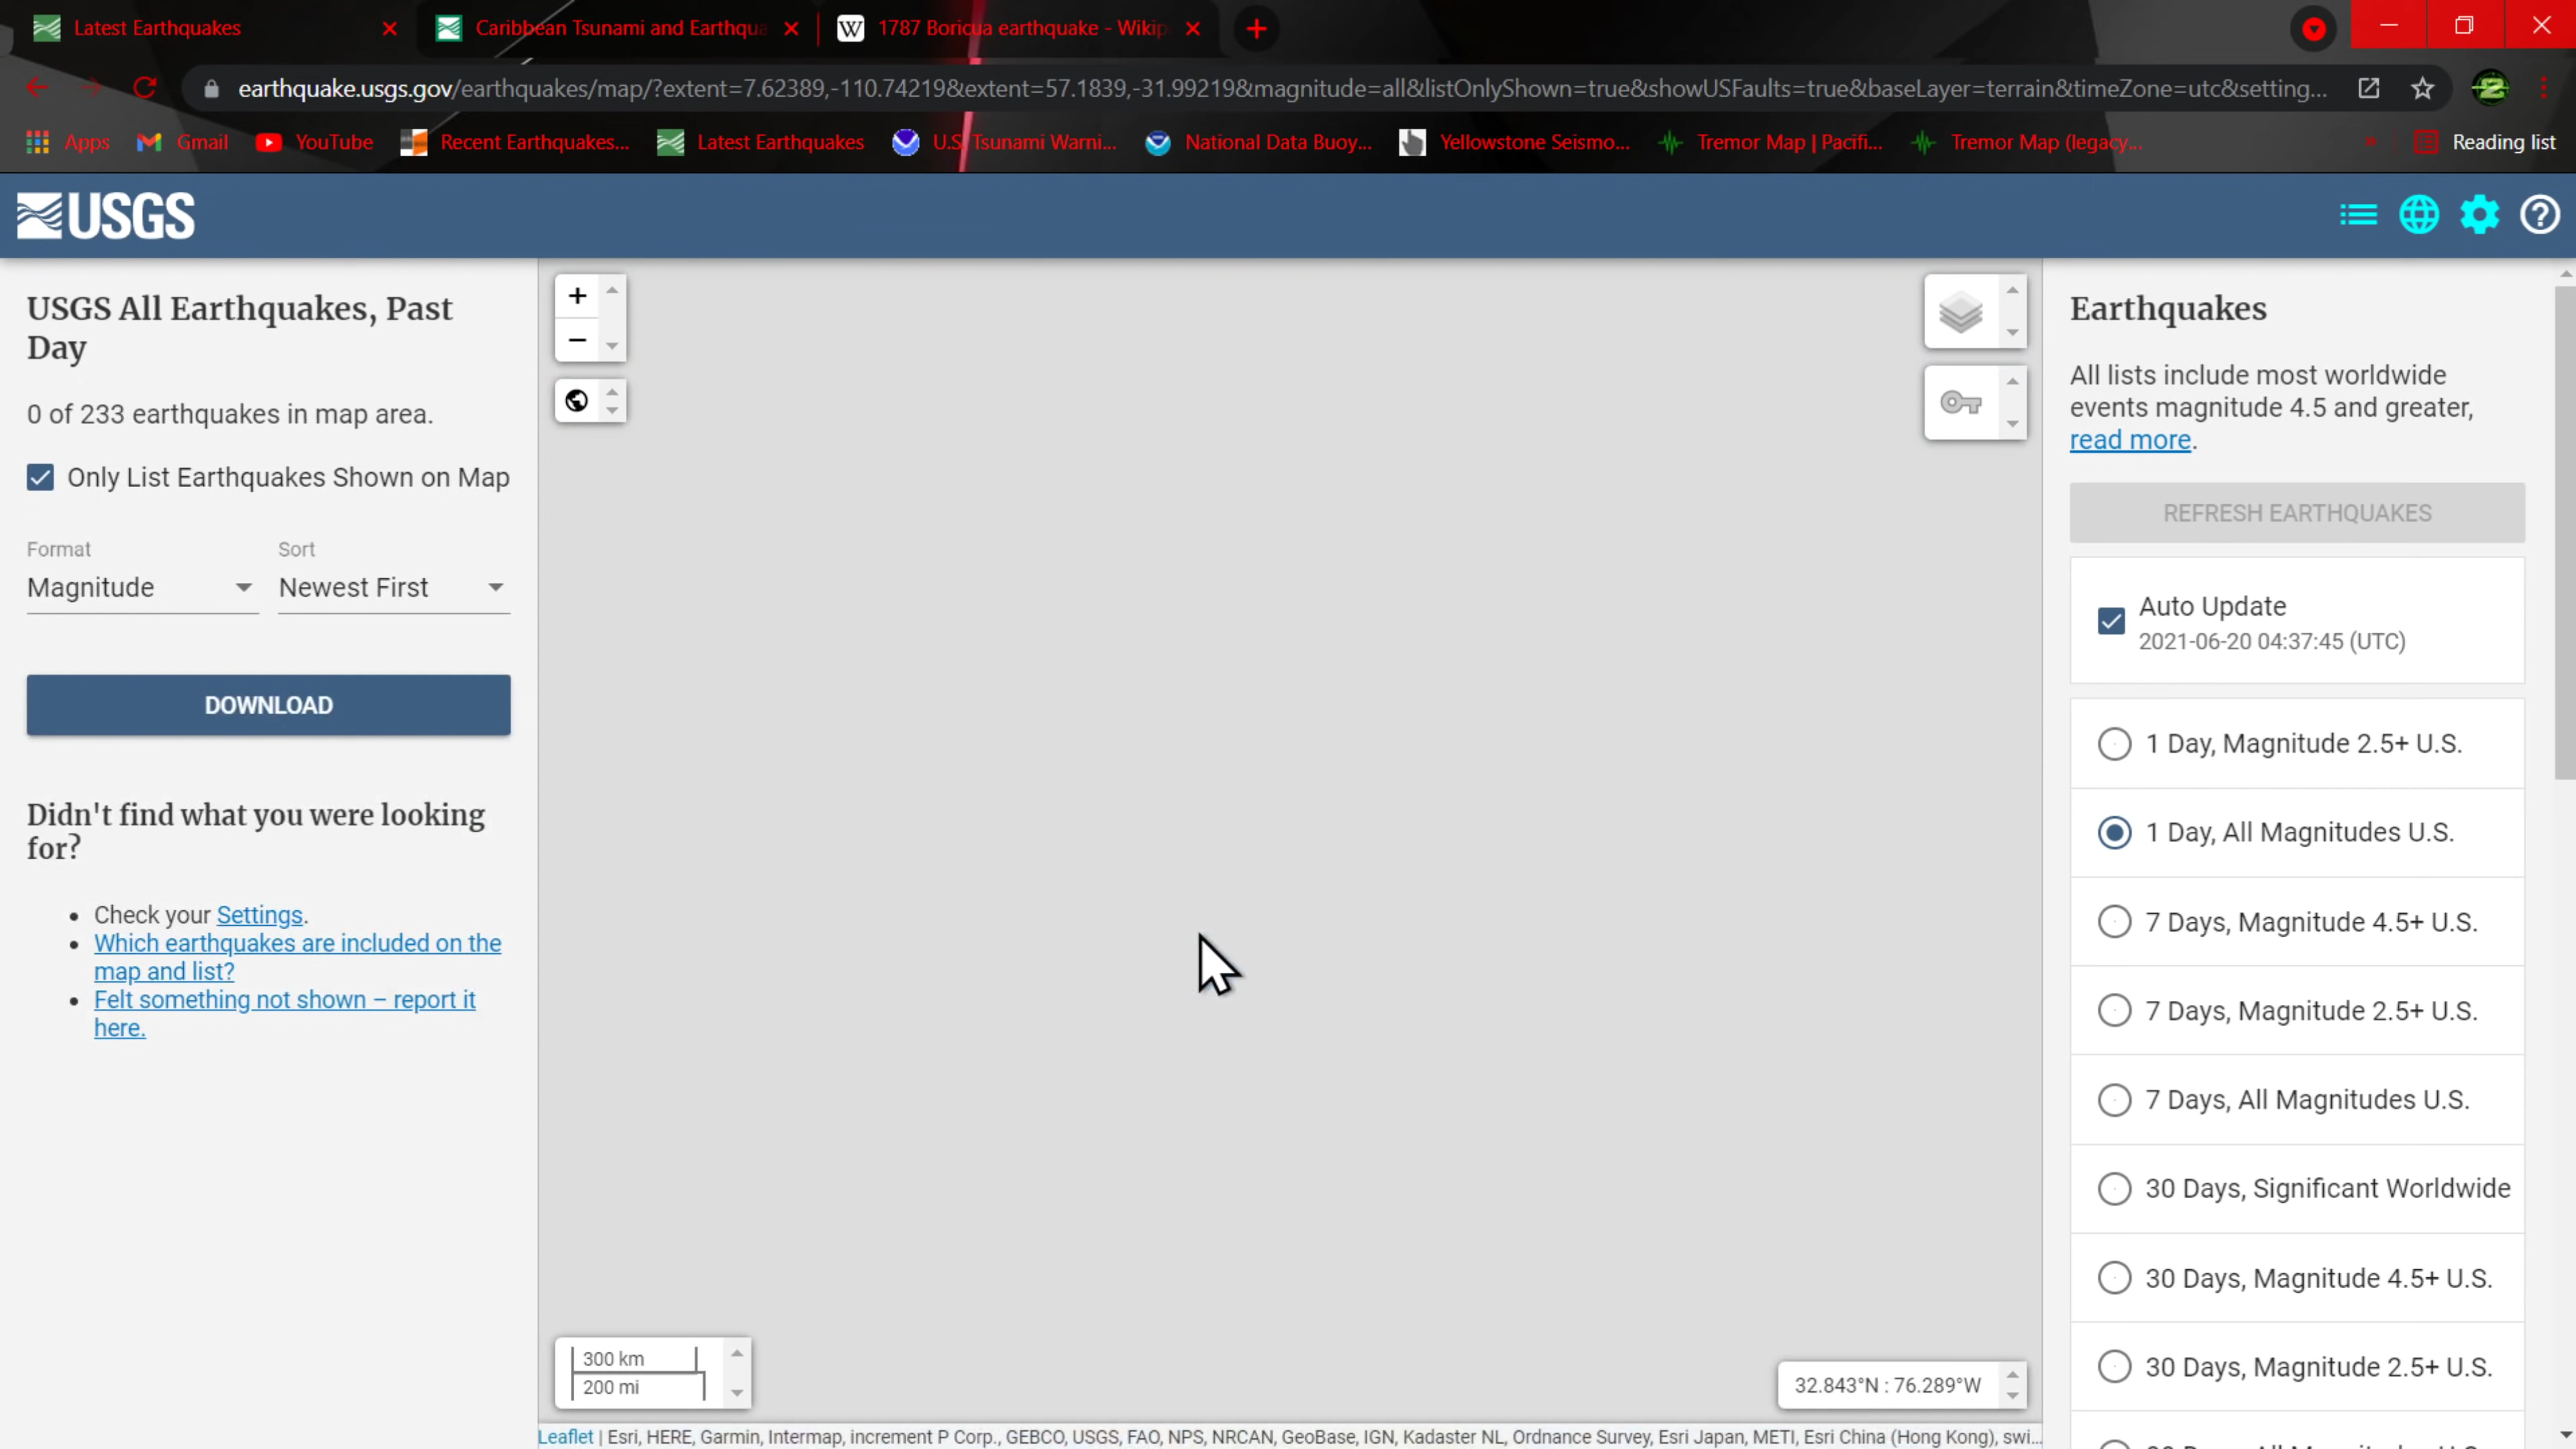 Latest Earthquakes
Caribbean Tsunami and Earthqua
1787 Boricua earthquake - Wikip
earthquake.usgs.gov/earthquakes/map/?extent=7.62389,-110.74219&extent=57.1839,-31.99219&magnitude=all&listOnlyShown=true&showUSFaults=true&baseLayer=terrain&timeZone=utc&setting...
Apps
Gmail
YouTube
Recent Earthquakes...
Latest Earthquakes
U.S. Tsunami Warni...
National Data Buoy...
Yellowstone Seismo...
Tremor Map | Pacifi...
Tremor Map (legacy...
Reading list
USGS
USGS All Earthquakes, Past
Day
0 of 233 earthquakes in map area.
Only List Earthquakes Shown on Map
Format
Sort
Magnitude
Newest First
DOWNLOAD
Didn't find what you were looking
for?
Check your Settings.
Which earthquakes are included on the
map and list?
Felt something not shown – report it
here.
+
−
300 km
200 mi
32.843°N : 76.289°W
Leaflet | Esri, HERE, Garmin, Intermap, increment P Corp., GEBCO, USGS, FAO, NPS, NRCAN, GeoBase, IGN, Kadaster NL, Ordnance Survey, Esri Japan, METI, Esri China (Hong Kong), swi...
Earthquakes
All lists include most worldwide
events magnitude 4.5 and greater,
read more.
REFRESH EARTHQUAKES
Auto Update
2021-06-20 04:37:45 (UTC)
1 Day, Magnitude 2.5+ U.S.
1 Day, All Magnitudes U.S.
7 Days, Magnitude 4.5+ U.S.
7 Days, Magnitude 2.5+ U.S.
7 Days, All Magnitudes U.S.
30 Days, Significant Worldwide
30 Days, Magnitude 4.5+ U.S.
30 Days, Magnitude 2.5+ U.S.